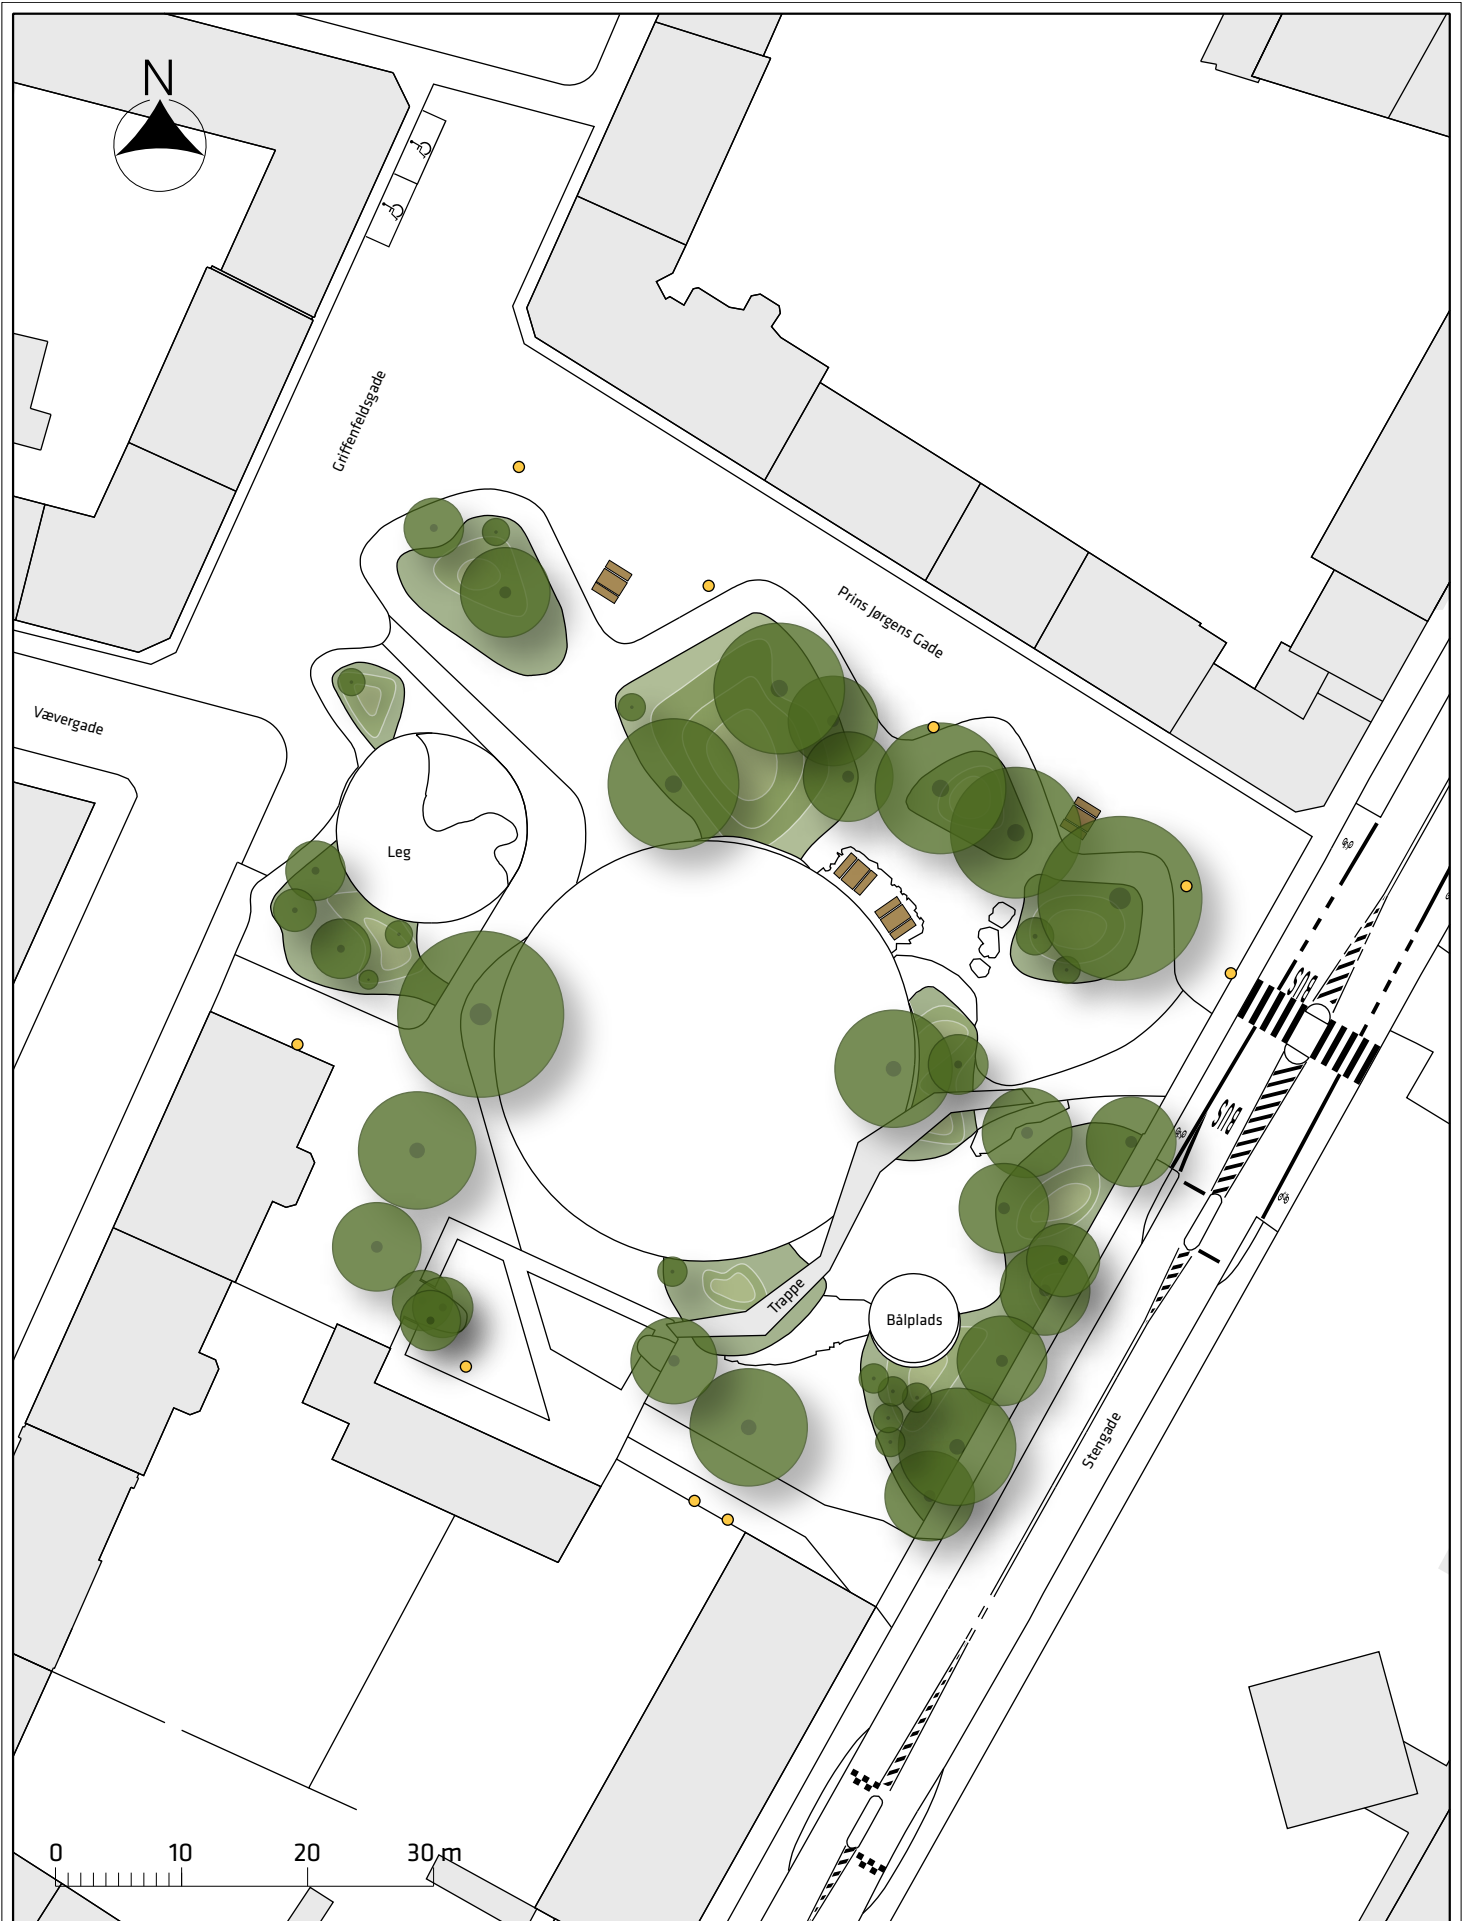 N
Griffenfeldsgade
Prins Jørgens Gade
Vævergade
Leg
BUS
BUS
Trappe
Bålplads
Stengade
0 10 20 30 m